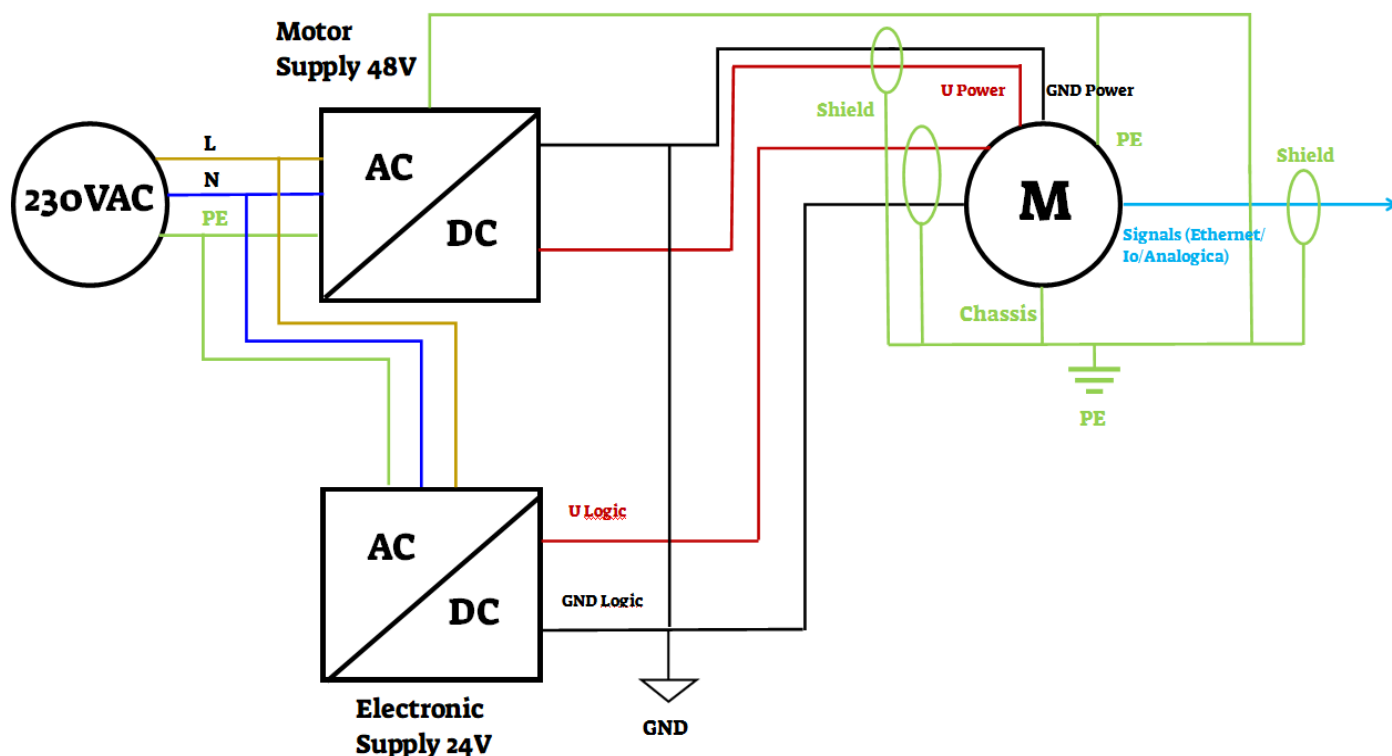 Motor
Supply 48V
U Power
GND Power
Shield
PE
Shield
L
N
PE
230VAC
AC
DC
M
Signals (Ethernet/
Io/Analogica)
Chassis
PE
AC
DC
U Logic
GND Logic
GND
Electronic
Supply 24V